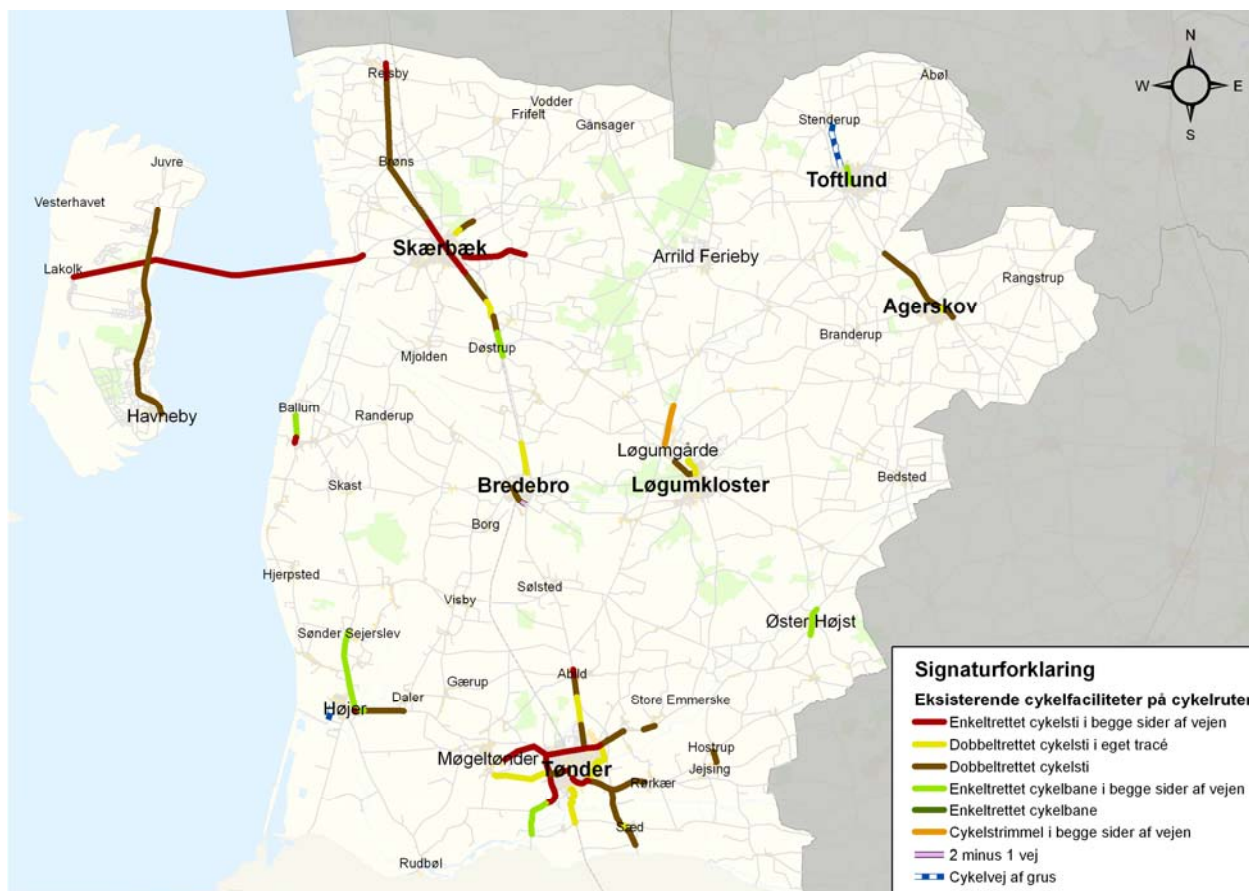 N
W E
S
Rejsby
Abøl
Vodder
Frifelt
Gånsager
Stenderup
Juvre
Brøns
Toftlund
Vesterhavet
Skærbæk
Arrild Ferieby
Lakolk
Rangstrup
Agerskov
Branderup
Døstrup
Mjolden
Havneby
Ballum
Randerup
Løgumgårde
Bredebro
Løgumkloster
Bedsted
Skast
Borg
Hjerpsted
Sølsted
Visby
Øster Højst
Sønder Sejerslev
Abild
Gærup
Daler
Store Emmerske
Højer
Hostrup
Møgeltønder
Tønder
Jejsing
Rørkær
Sæd
Rudbøl
Signaturforklaring
Eksisterende cykelfaciliteter på cykelruter
Enkeltrettet cykelsti i begge sider af vejen
Dobbeltrettet cykelsti i eget tracé
Dobbeltrettet cykelsti
Enkeltrettet cykelbane i begge sider af vejen
Enkeltrettet cykelbane
Cykelstrimmel i begge sider af vejen
2 minus 1 vej
Cykelvej af grus